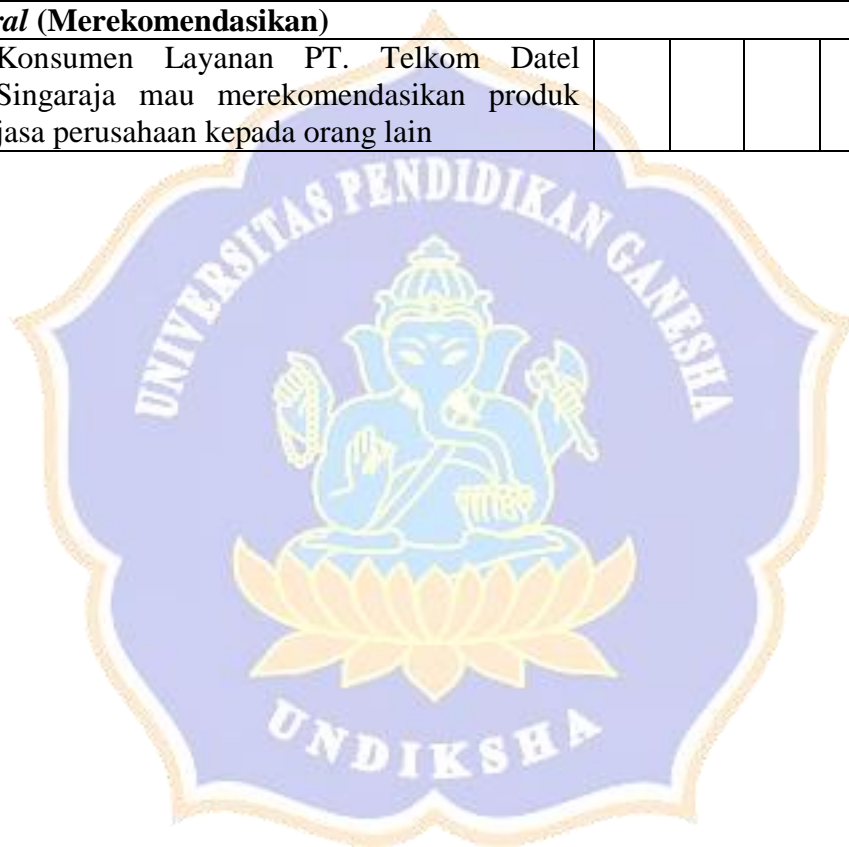 ral (Merekomendasikan)
Konsumen Layanan PT. Telkom Datel
Singaraja mau merekomendasikan produk
jasa perusahaan kepada orang lain
UNIVERSITAS PENDIDIKAN GANESHA
UNDIKSHA